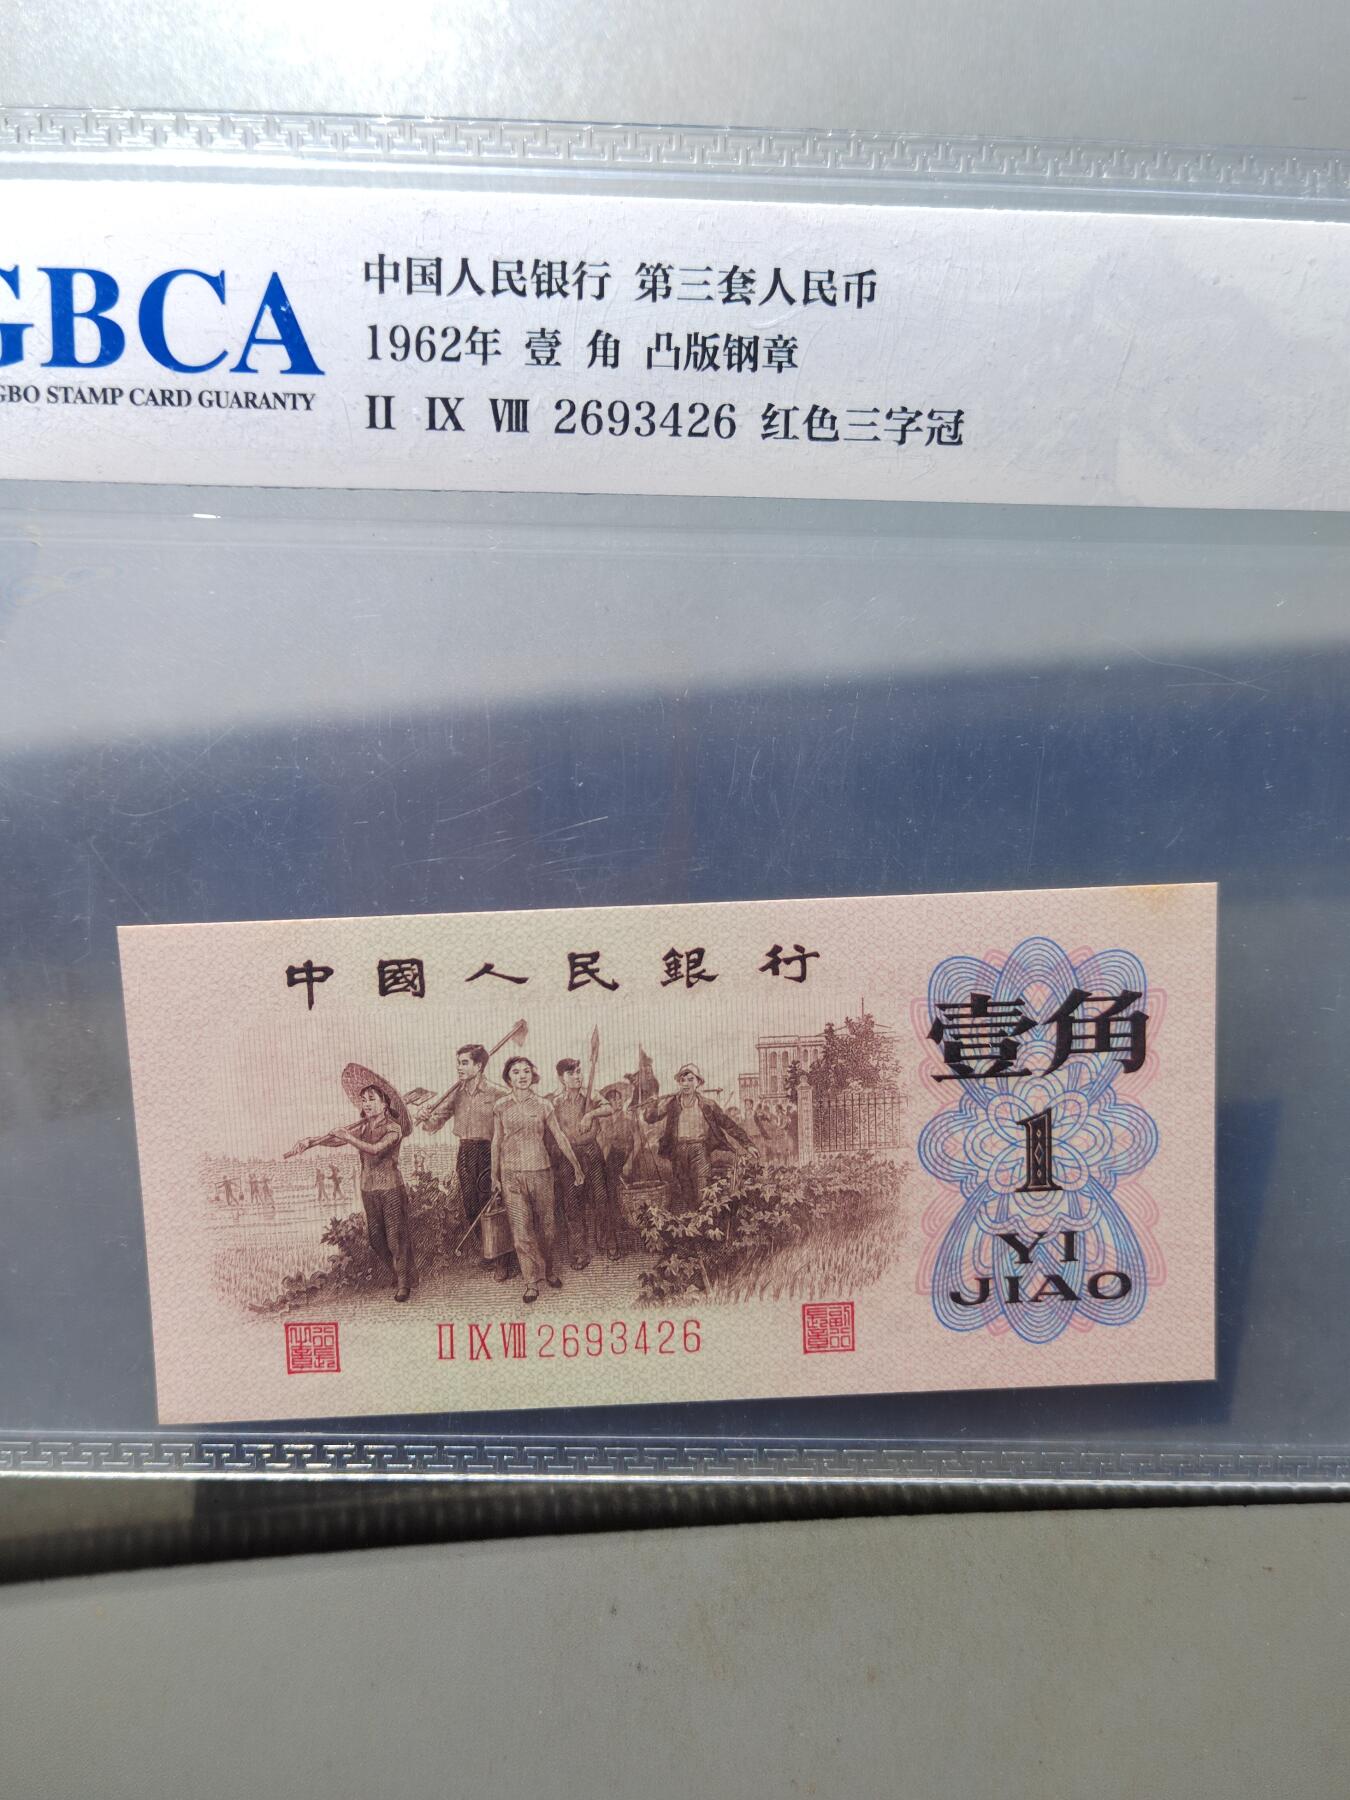 GBCA
GBO STAMP CARD GUARANTY
中国人民银行 第三套人民币
1962年 壹 角 凸版钢章
II IX VIII 2693426 红色三字冠
中國人民銀行
壹角
1
YI
JIAO
II IX VIII 2693426